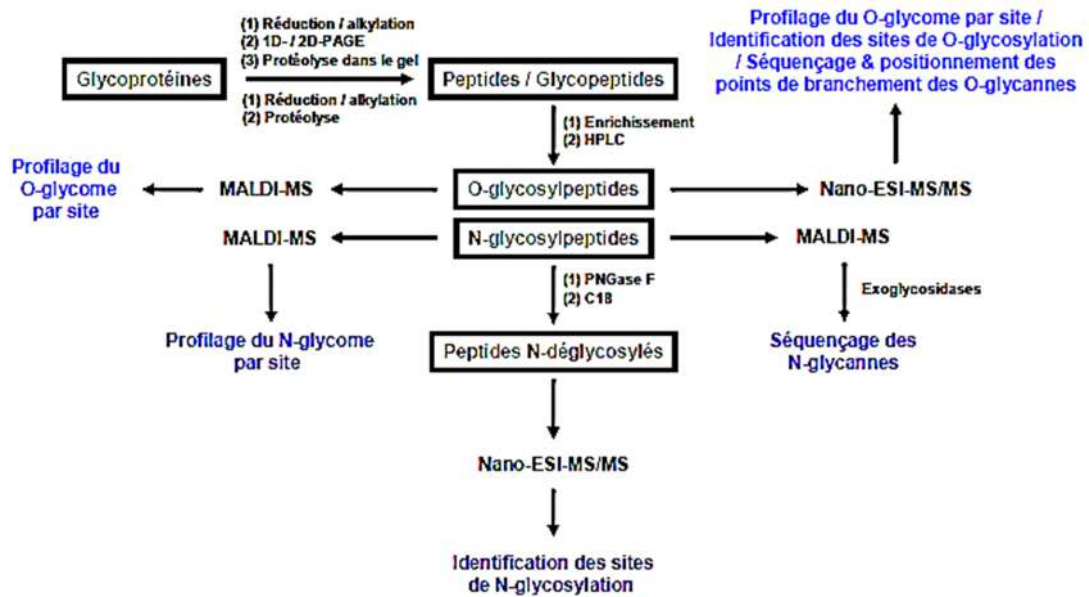 (1) Réduction / alkylation
(2) 1D- / 2D-PAGE
(3) Protéolyse dans le gel
Glycoprotéines
Peptides / Glycopeptides
(1) Réduction / alkylation
(2) Protéolyse
Profilage du O-glycome par site /
Identification des sites de O-glycosylation
/ Séquençage & positionnement des
points de branchement des O-glycannes
(1) Enrichissement
(2) HPLC
Profilage du
O-glycome
par site
MALDI-MS
O-glycosylpeptides
Nano-ESI-MS/MS
MALDI-MS
N-glycosylpeptides
MALDI-MS
(1) PNGase F
(2) C18
Exoglycosidases
Profilage du N-glycome
par site
Peptides N-déglycosylés
Séquençage des
N-glycannes
Nano-ESI-MS/MS
Identification des sites
de N-glycosylation